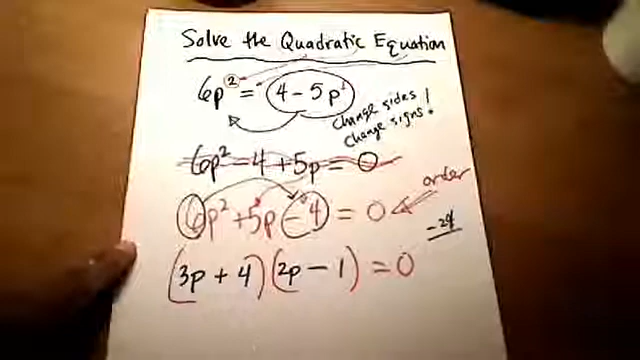 Solve the Quadratic Equation
6p² = 4 - 5p¹
change sides!
change signs!
6p² - 4 + 5p = 0
order
6p² + 5p - 4 = 0
-24
(3p + 4)(2p - 1) = 0